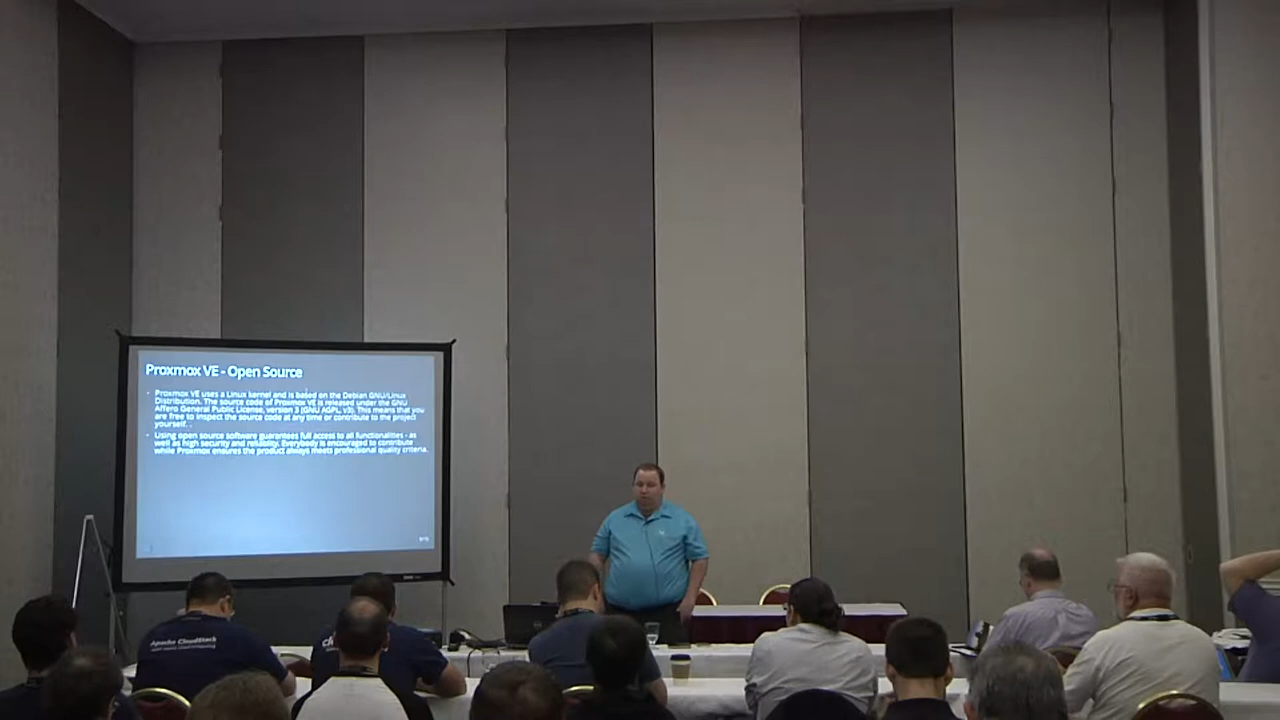 Proxmox VE - Open Source
Proxmox VE uses a Linux kernel and is based on the Debian GNU/Linux
Distribution. The source code of Proxmox VE is released under the GNU
Affero General Public License, version 3 (GNU AGPL, v3). This means that you
are free to inspect the source code at any time or contribute to the project
yourself. .
Using open source software guarantees full access to all functionalities - as
well as high security and reliability. Everybody is encouraged to contribute
while Proxmox ensures the product always meets professional quality criteria.
Apache CloudStack